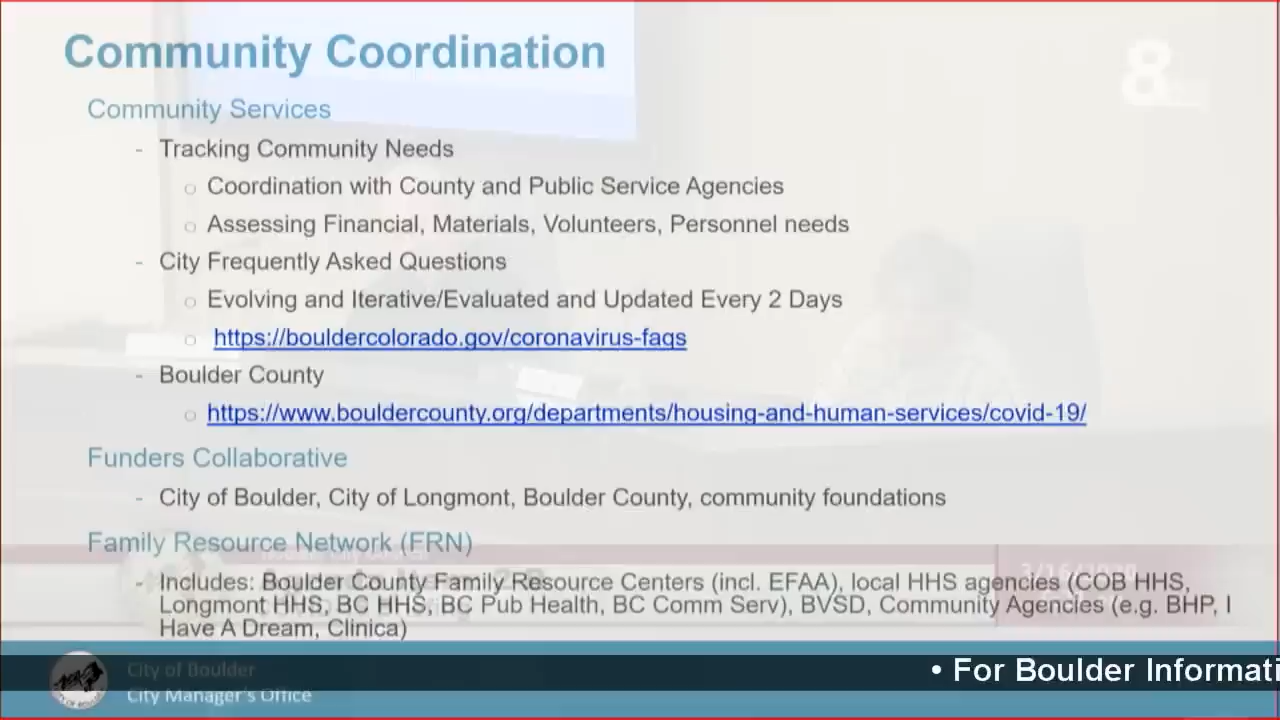 Community Coordination
8
Community Services
- Tracking Community Needs
o Coordination with County and Public Service Agencies
o Assessing Financial, Materials, Volunteers, Personnel needs
- City Frequently Asked Questions
o Evolving and Iterative/Evaluated and Updated Every 2 Days
o https://bouldercolorado.gov/coronavirus-faqs
- Boulder County
o https://www.bouldercounty.org/departments/housing-and-human-services/covid-19/
Funders Collaborative
- City of Boulder, City of Longmont, Boulder County, community foundations
Family Resource Network (FRN)
- Includes: Boulder County Family Resource Centers (incl. EFAA), local HHS agencies (COB HHS,
Longmont HHS, BC HHS, BC Pub Health, BC Comm Serv), BVSD, Community Agencies (e.g. BHP, I
Have A Dream, Clinica)
City of Boulder
City Manager's Office
• For Boulder Informati